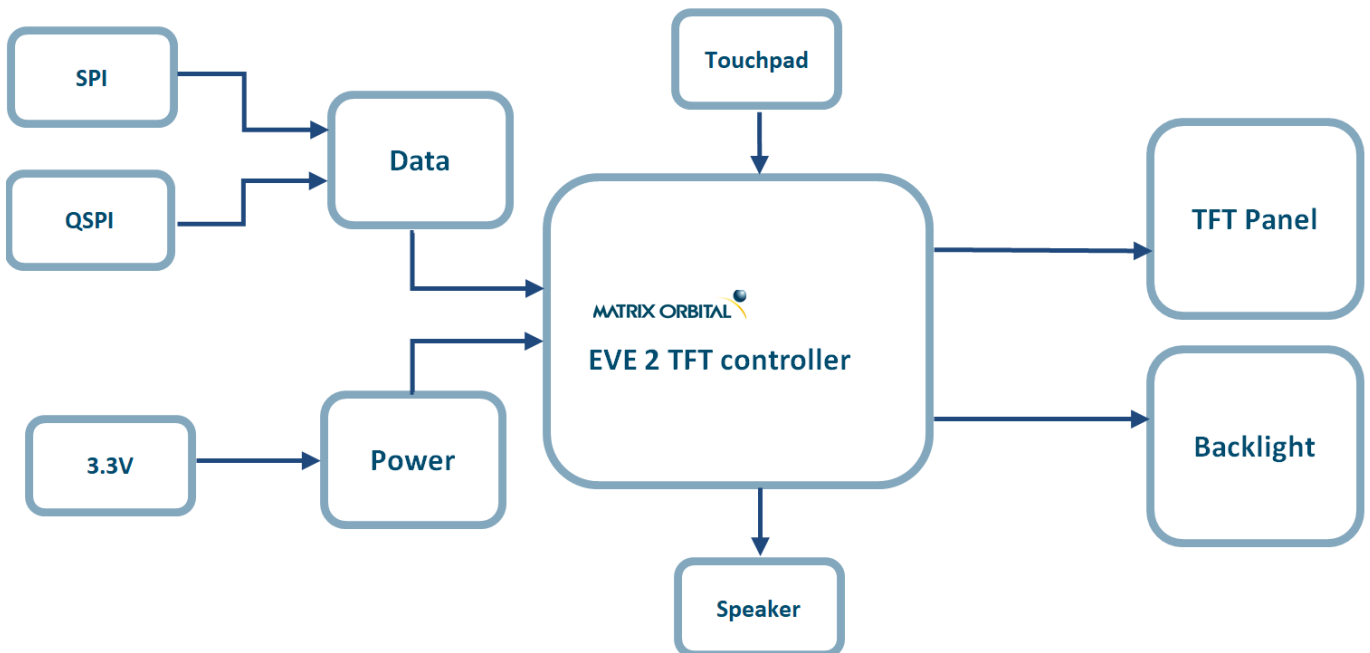 SPI
QSPI
Data
3.3V
Power
Touchpad
MATRIX ORBITAL
EVE 2 TFT controller
Speaker
TFT Panel
Backlight